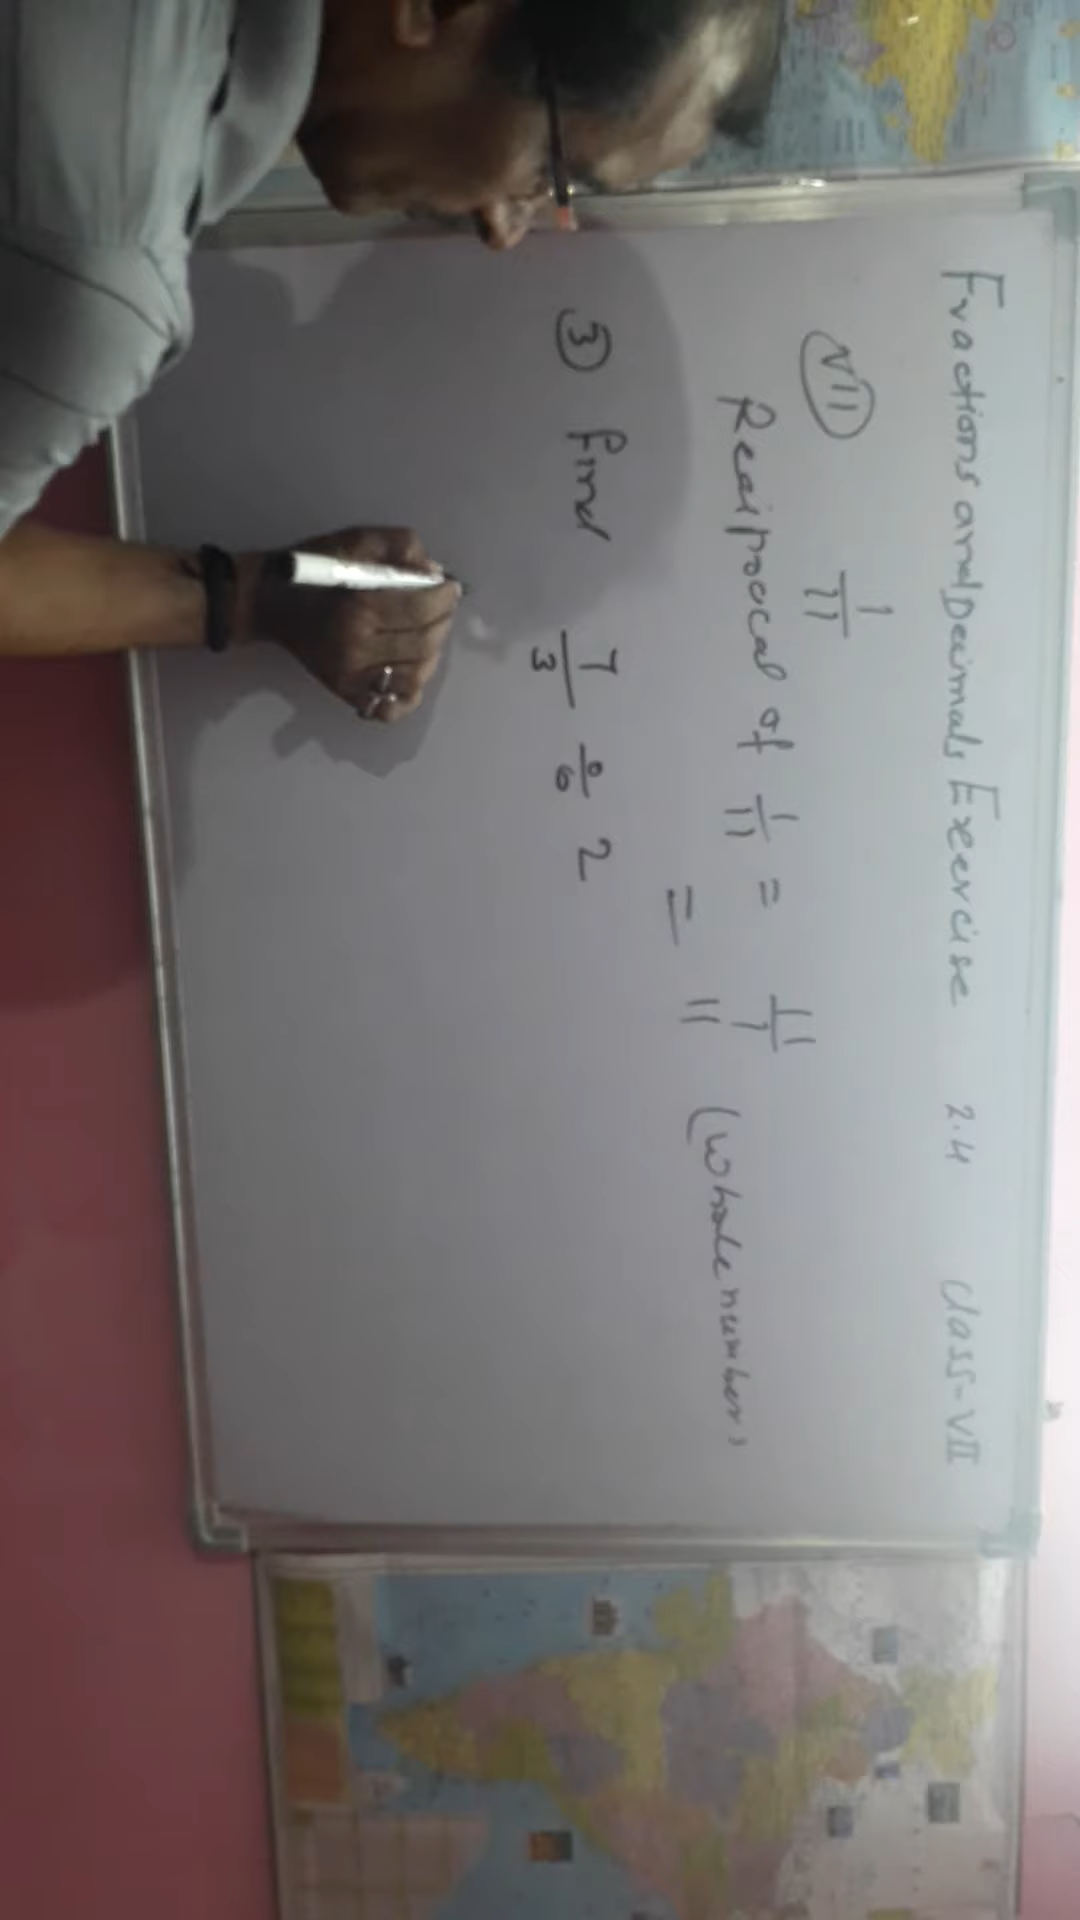 Fractions and Decimals Exercise 2.4 Class-VII
VII 1/11
Reciprocal of 1/11 = 11/1
= 11 (whole number)
3 Find 7/3 ÷ 2